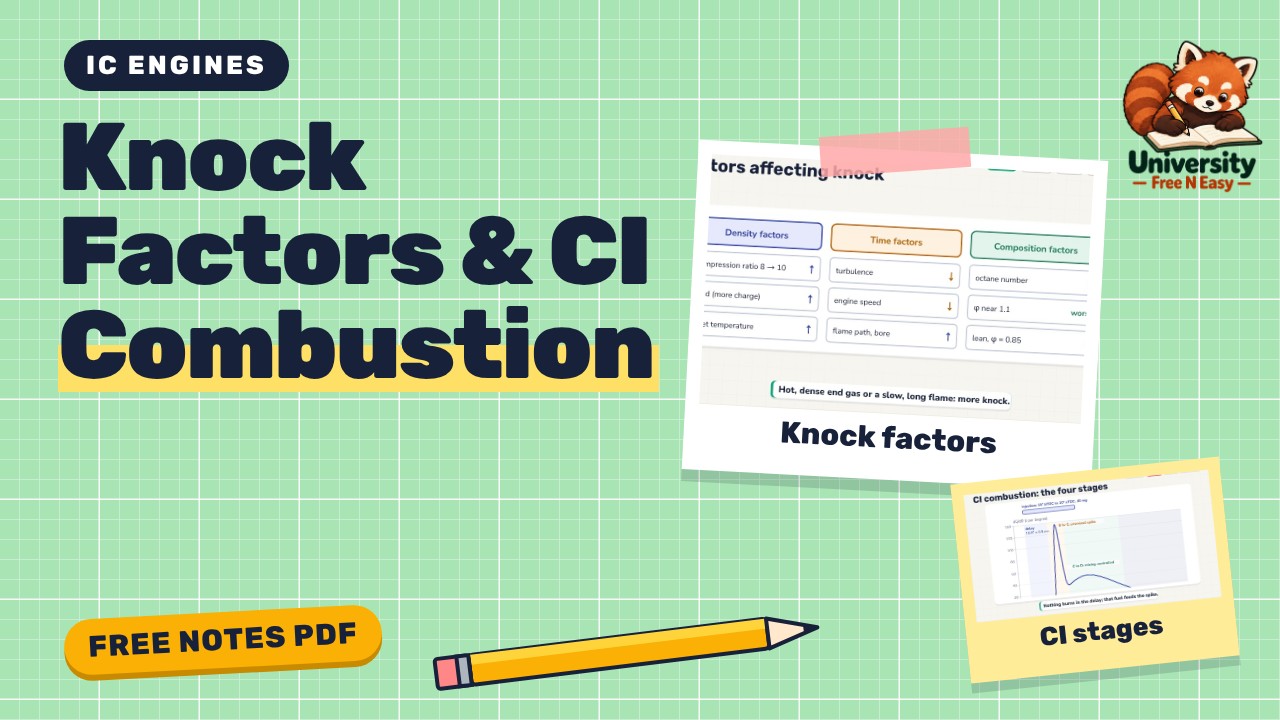 IC ENGINES
Knock
Factors & CI
Combustion
University
Free N Easy
tors affecting knock
Density factors
Time factors
Composition factors
mpression ratio 8 → 10 ↑
turbulence ↓
octane number
d (more charge) ↑
engine speed ↓
φ near 1.1
et temperature ↑
flame path, bore ↑
lean, φ = 0.85
Hot, dense end gas or a slow, long flame: more knock.
Knock factors
CI combustion: the four stages
Nothing burns in the delay; that fuel feeds the spike.
CI stages
FREE NOTES PDF